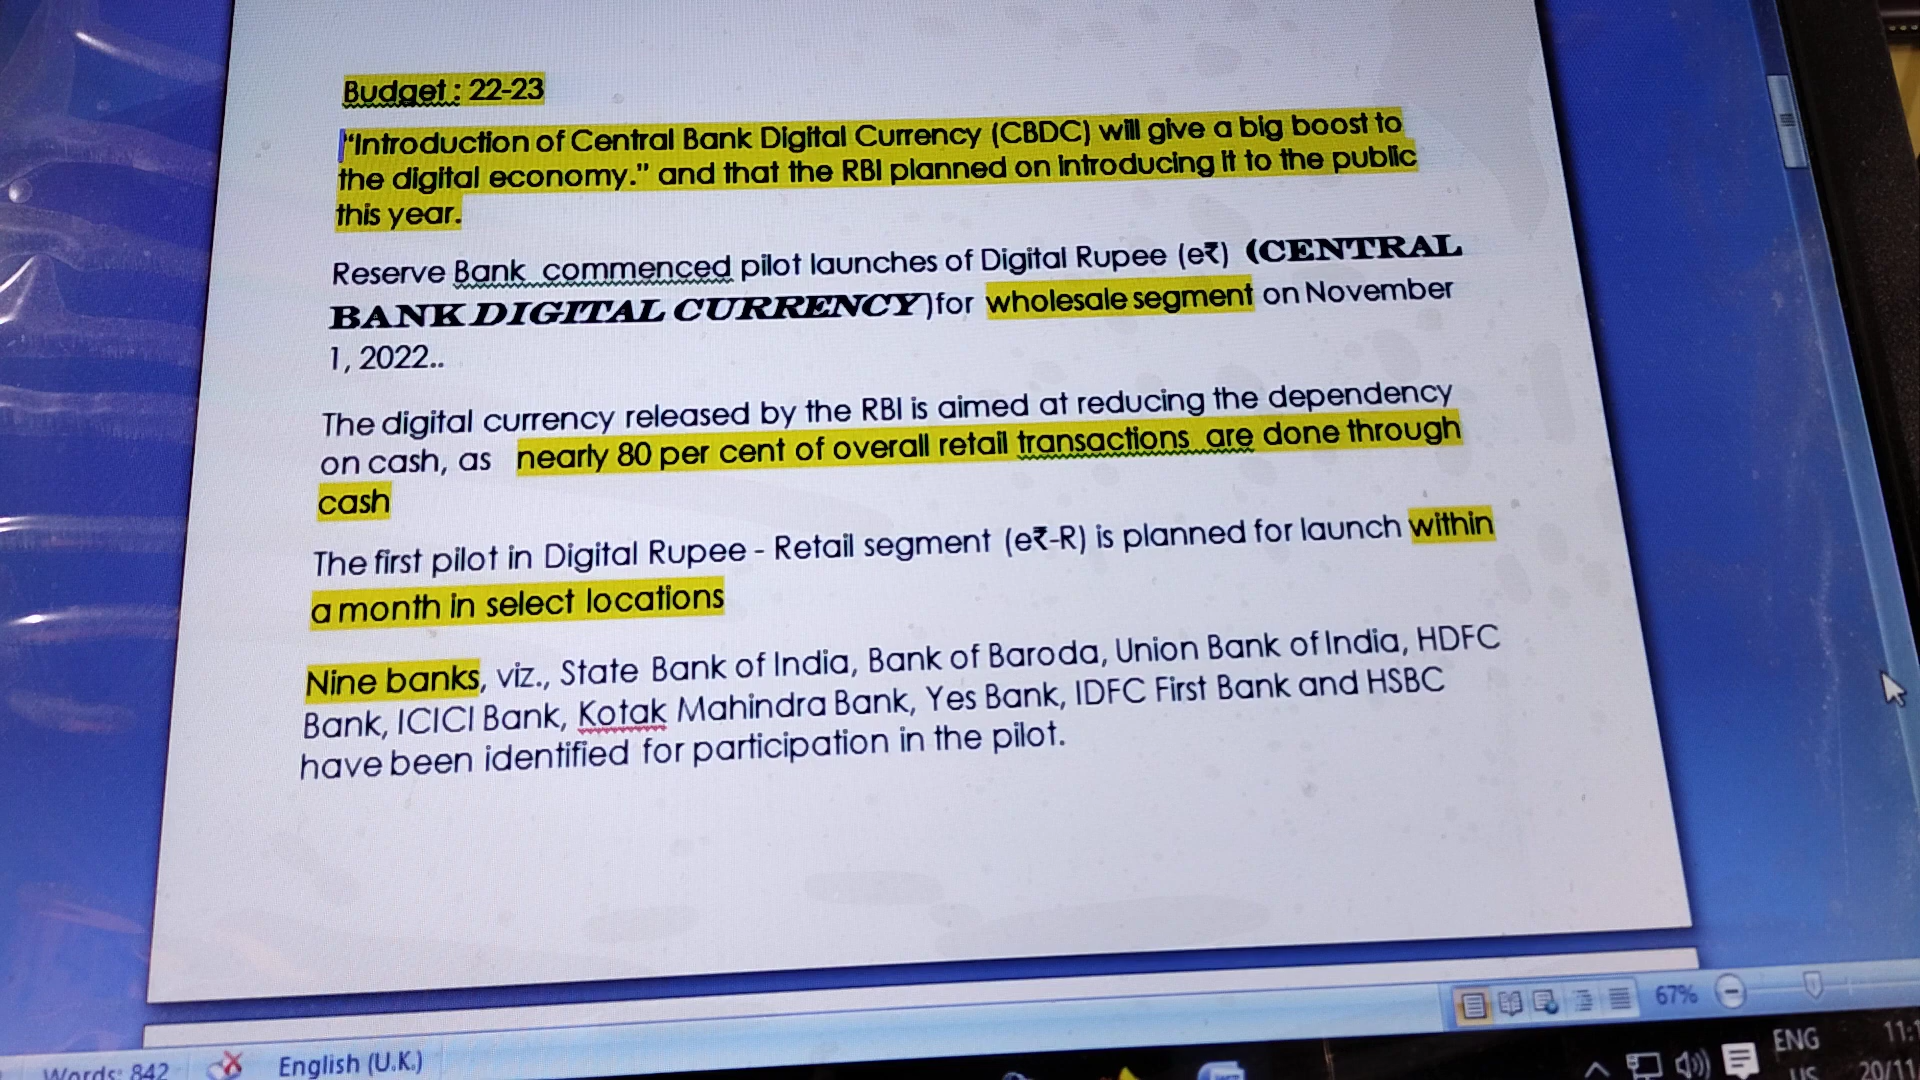 Budget : 22-23
"Introduction of Central Bank Digital Currency (CBDC) will give a big boost to
the digital economy." and that the RBI planned on introducing it to the public
this year.
Reserve Bank commenced pilot launches of Digital Rupee (e₹) (CENTRAL
BANK DIGITAL CURRENCY)for wholesale segment on November
1, 2022..
The digital currency released by the RBI is aimed at reducing the dependency
on cash, as nearly 80 per cent of overall retail transactions are done through
cash
The first pilot in Digital Rupee - Retail segment (e₹-R) is planned for launch within
a month in select locations
Nine banks, viz., State Bank of India, Bank of Baroda, Union Bank of India, HDFC
Bank, ICICI Bank, Kotak Mahindra Bank, Yes Bank, IDFC First Bank and HSBC
have been identified for participation in the pilot.
67%
Words: 842 English (U.K.)
ENG
US
20/11